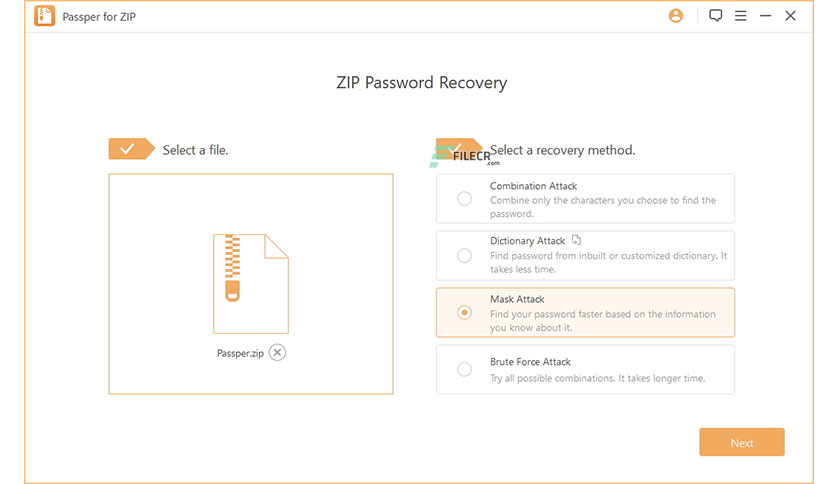 Passper for ZIP
ZIP Password Recovery
Select a file.
Select a recovery method.
FILECR
.com
Combination Attack
Combine only the characters you choose to find the
password.
Dictionary Attack
Find password from inbuilt or customized dictionary. It
takes less time.
Mask Attack
Find your password faster based on the information
you know about it.
Brute Force Attack
Try all possible combinations. It takes longer time.
Passper.zip
Next